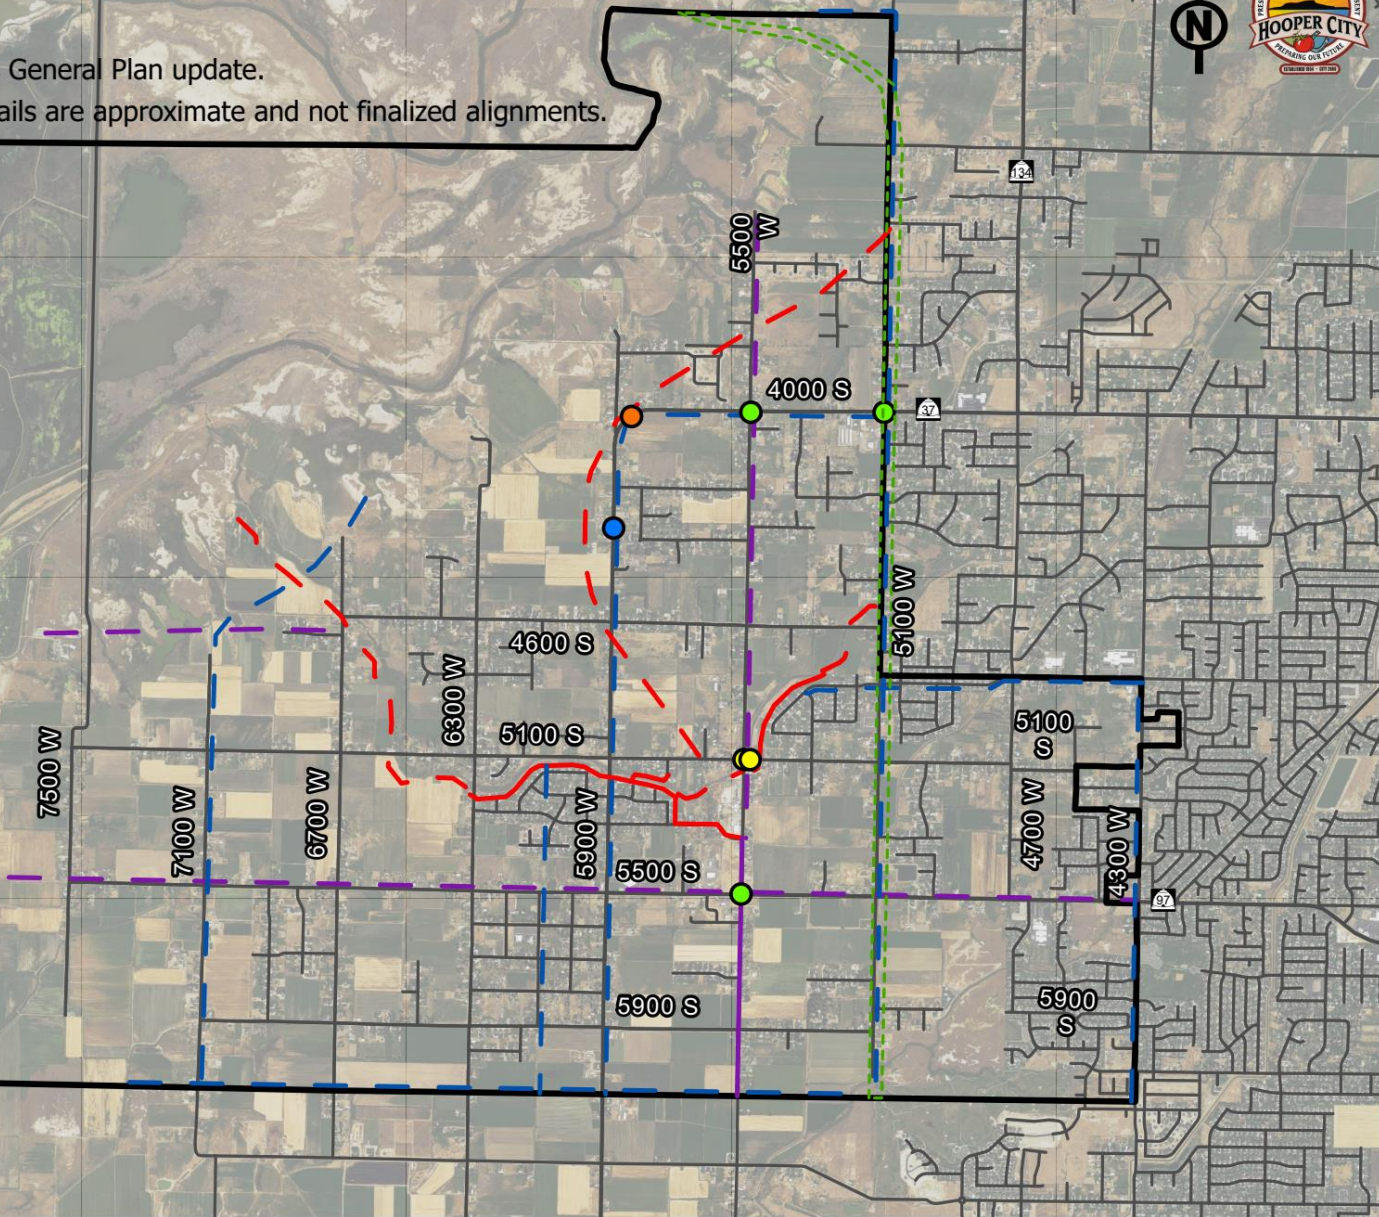 N
HOOPER CITY
PREPARING OUR FUTURE
General Plan update.
ails are approximate and not finalized alignments.
134
5500
W
4000 S
37
5100 W
4600 S
6300 W
5100 S
5100
S
7500 W
7100 W
6700 W
5900 W
4700 W
4300 W
5500 S
97
5900 S
5900
S